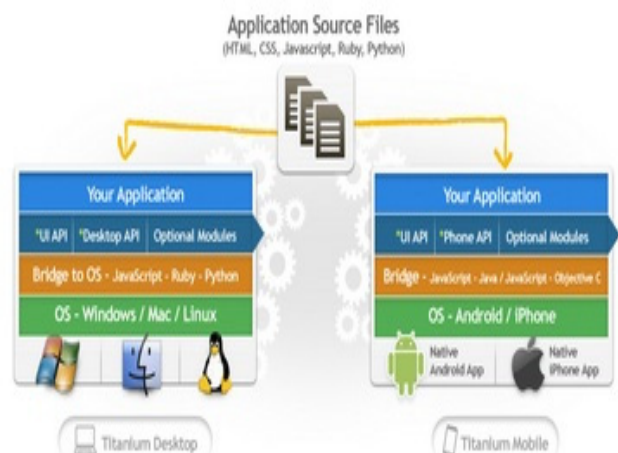 Application Source Files
(HTML, CSS, Javascript, Ruby, Python)
Your Application
*UI API *Desktop API Optional Modules
Bridge to OS - JavaScript - Ruby - Python
OS - Windows / Mac / Linux
Titanium Desktop
Your Application
*UI API *Phone API Optional Modules
Bridge - JavaScript - Java / JavaScript - Objective C
OS - Android / iPhone
Native
Android App
Native
iPhone App
Titanium Mobile